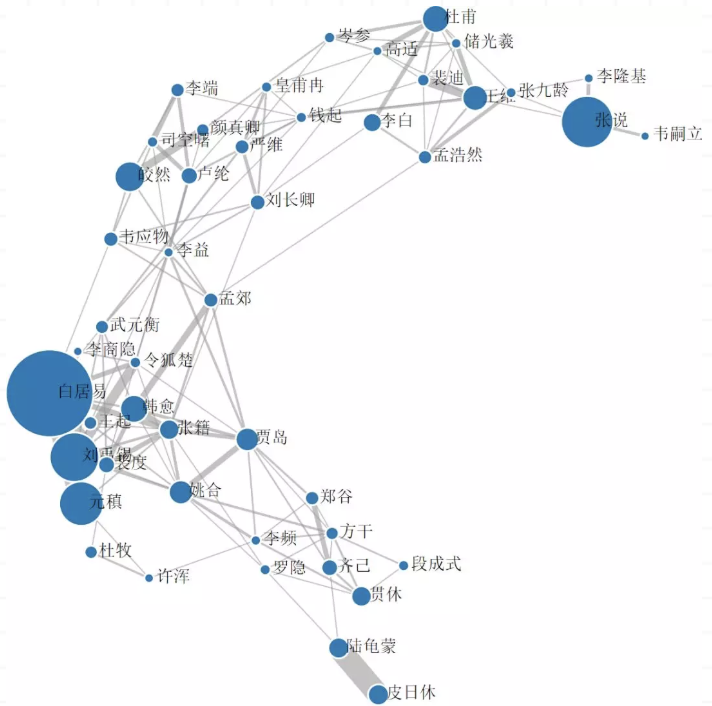 杜甫
岑参
储光羲
高适
裴迪
李隆基
李端
皇甫冉
王维
张九龄
钱起
李白
张说
颜真卿
韦嗣立
司空曙
严维
孟浩然
皎然
卢纶
刘长卿
韦应物
李益
孟郊
武元衡
李商隐
令狐楚
白居易
韩愈
王起
张籍
贾岛
刘禹锡
裴度
姚合
元稹
郑谷
方干
李频
杜牧
段成式
罗隐
齐己
许浑
贯休
陆龟蒙
皮日休